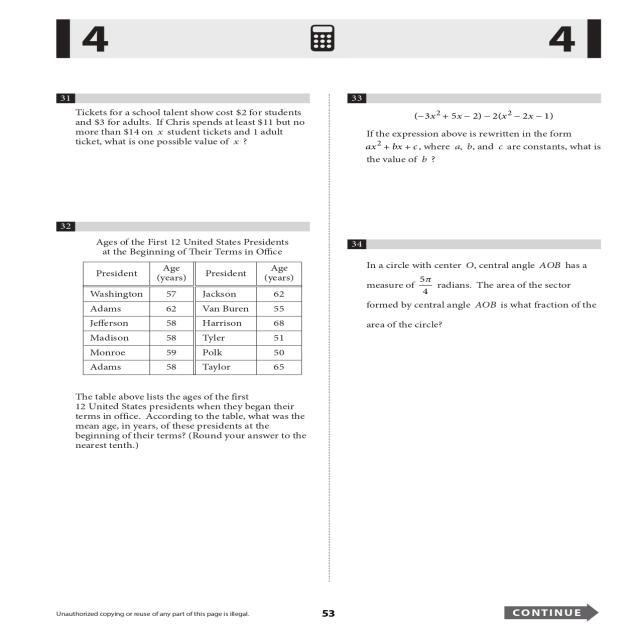 4
4
31
Tickets for a school talent show cost $2 for students
and $3 for adults. If Chris spends at least $11 but no
more than $14 on x student tickets and 1 adult
ticket, what is one possible value of x ?
32
Ages of the First 12 United States Presidents
at the Beginning of Their Terms in Office
President Age (years) President Age (years)
Washington 57 Jackson 62
Adams 62 Van Buren 55
Jefferson 58 Harrison 68
Madison 58 Tyler 51
Monroe 59 Polk 50
Adams 58 Taylor 65
The table above lists the ages of the first
12 United States presidents when they began their
terms in office. According to the table, what was the
mean age, in years, of these presidents at the
beginning of their terms? (Round your answer to the
nearest tenth.)
33
(−3x² + 5x − 2) − 2(x² − 2x − 1)
If the expression above is rewritten in the form
ax² + bx + c, where a, b, and c are constants, what is
the value of b ?
34
In a circle with center O, central angle AOB has a
measure of 5π/4 radians. The area of the sector
formed by central angle AOB is what fraction of the
area of the circle?
Unauthorized copying or reuse of any part of this page is illegal.
53
CONTINUE